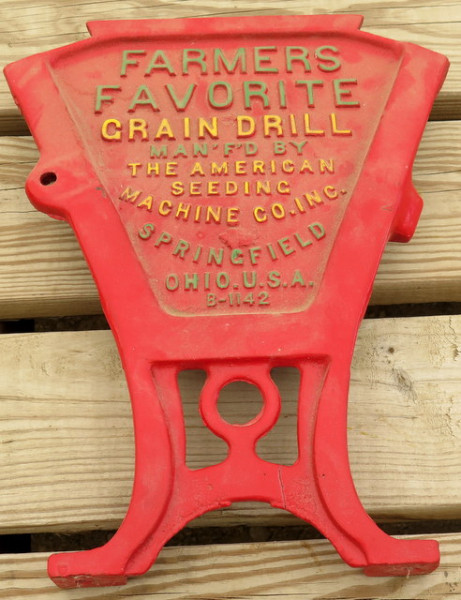 FARMERS
FAVORITE
GRAIN DRILL
MAN'F'D BY
THE AMERICAN
SEEDING
MACHINE CO. INC.
SPRINGFIELD
OHIO. U.S.A.
B-1142